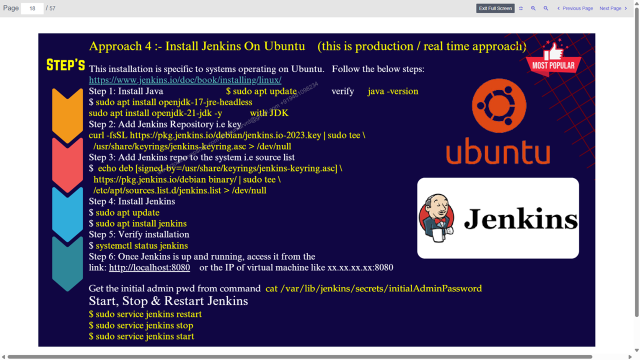 Page 18 / 57
Exit Full Screen
Previous Page Next Page
Approach 4 :- Install Jenkins On Ubuntu (this is production / real time approach)
STEP'S
MOST POPULAR
This installation is specific to systems operating on Ubuntu. Follow the below steps:
https://www.jenkins.io/doc/book/installing/linux/
Step 1: Install Java $ sudo apt update verify java -version
$ sudo apt install openjdk-17-jre-headless
sudo apt install openjdk-21-jdk -y with JDK
Step 2: Add Jenkins Repository i.e key
curl -fsSL https://pkg.jenkins.io/debian/jenkins.io-2023.key | sudo tee \
/usr/share/keyrings/jenkins-keyring.asc > /dev/null
Step 3: Add Jenkins repo to the system i.e source list
$ echo deb [signed-by=/usr/share/keyrings/jenkins-keyring.asc] \
https://pkg.jenkins.io/debian binary/ | sudo tee \
/etc/apt/sources.list.d/jenkins.list > /dev/null
Step 4: Install Jenkins
$ sudo apt update
$ sudo apt install jenkins
Step 5: Verify installation
$ systemctl status jenkins
Step 6: Once Jenkins is up and running, access it from the
link: http://localhost:8080 or the IP of virtual machine like xx.xx.xx.xx:8080
ubuntu
Jenkins
Get the initial admin pwd from command cat /var/lib/jenkins/secrets/initialAdminPassword
Start, Stop & Restart Jenkins
$ sudo service jenkins restart
$ sudo service jenkins stop
$ sudo service jenkins start